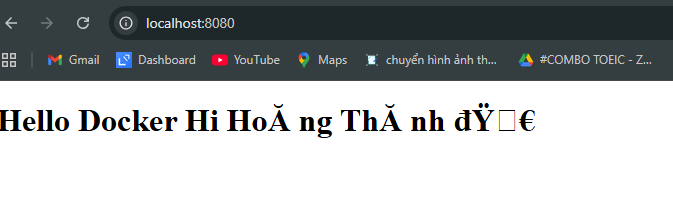 localhost:8080
Gmail Dashboard YouTube Maps chuyển hình ảnh th... #COMBO TOEIC - Z...
Hello Docker Hi HoĂ ng ThĂ nh đŸ□€